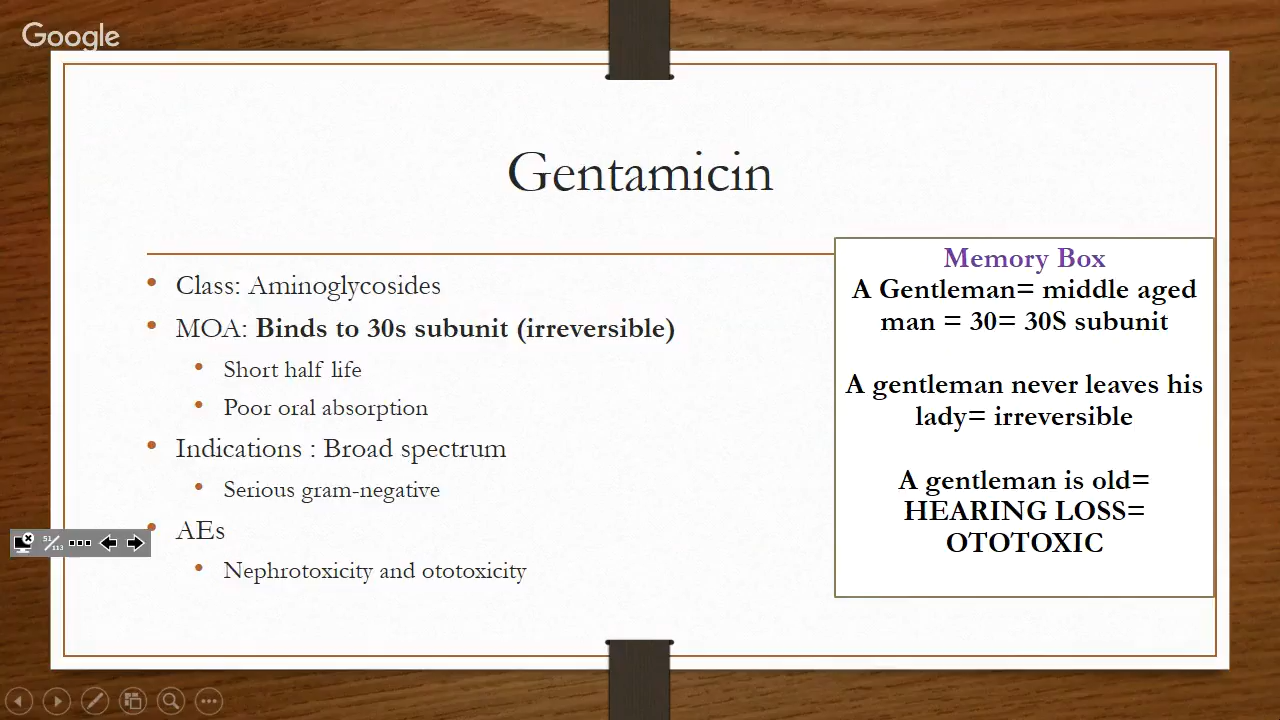 Google
Gentamicin
• Class: Aminoglycosides
• MOA: Binds to 30s subunit (irreversible)
• Short half life
• Poor oral absorption
• Indications : Broad spectrum
• Serious gram-negative
• AEs
• Nephrotoxicity and ototoxicity
Memory Box
A Gentleman= middle aged
man = 30= 30S subunit
A gentleman never leaves his
lady= irreversible
A gentleman is old=
HEARING LOSS=
OTOTOXIC
51/113